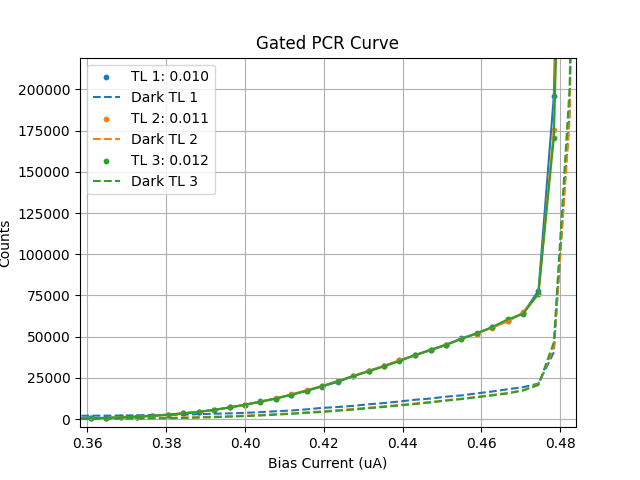 Gated PCR Curve
TL 1: 0.010
Dark TL 1
TL 2: 0.011
Dark TL 2
TL 3: 0.012
Dark TL 3
200000
175000
150000
125000
100000
75000
50000
25000
0
Counts
0.36 0.38 0.40 0.42 0.44 0.46 0.48
Bias Current (uA)